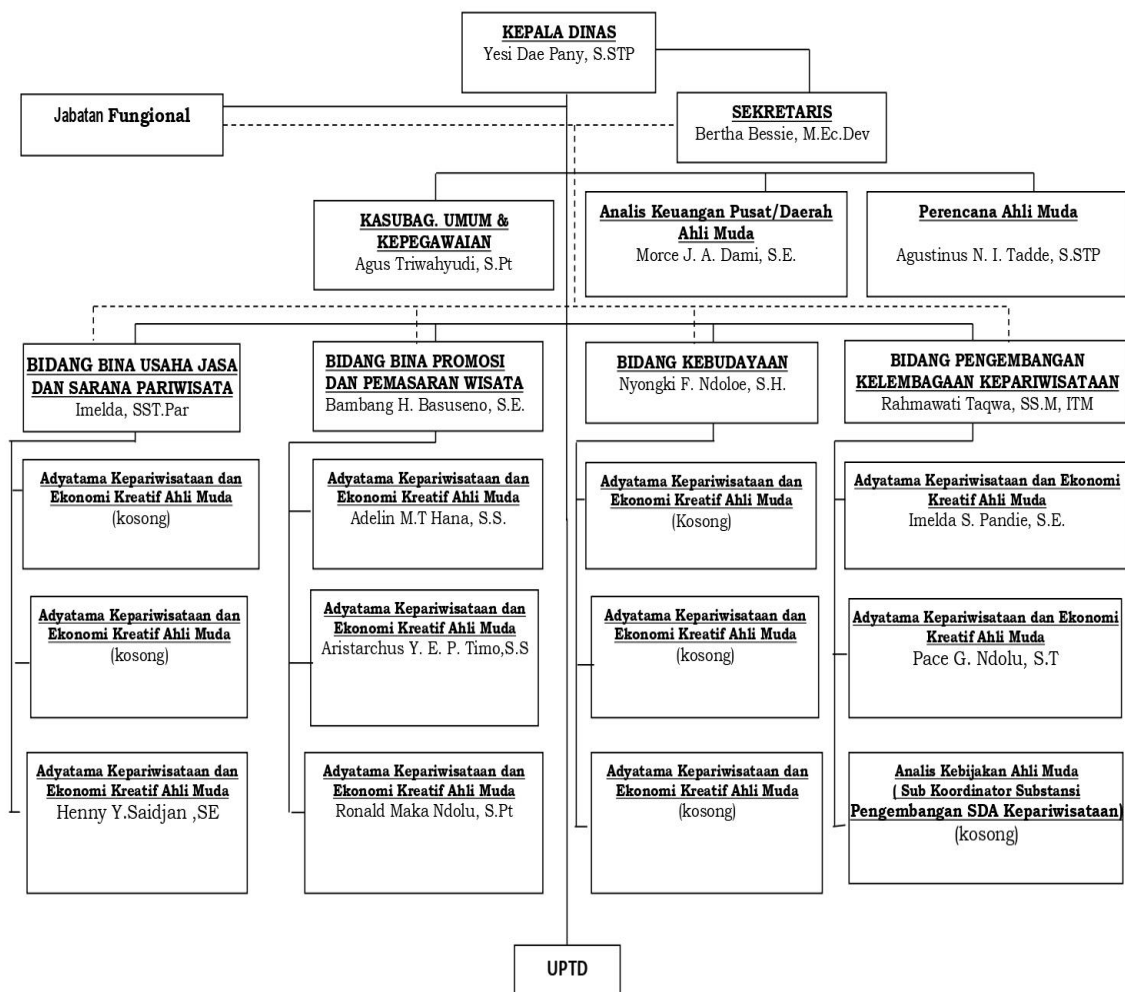 KEPALA DINAS
Yesi Dae Pany, S.STP
Jabatan Fungional
SEKRETARIS
Bertha Bessie, M.Ec.Dev
KASUBAG. UMUM &
KEPEGAWAIAN
Agus Triwahyudi, S.Pt
Analis Keuangan Pusat/Daerah
Ahli Muda
Morce J. A. Dami, S.E.
Perencana Ahli Muda
Agustinus N. I. Tadde, S.STP
BIDANG BINA USAHA JASA
DAN SARANA PARIWISATA
Imelda, SST.Par
BIDANG BINA PROMOSI
DAN PEMASARAN WISATA
Bambang H. Basuseno, S.E.
BIDANG KEBUDAYAAN
Nyongki F. Ndoloe, S.H.
BIDANG PENGEMBANGAN
KELEMBAGAAN KEPARIWISATAAN
Rahmawati Taqwa, SS.M, ITM
Adyatama Kepariwisataan dan
Ekonomi Kreatif Ahli Muda
(kosong)
Adyatama Kepariwisataan dan
Ekonomi Kreatif Ahli Muda
Adelin M.T Hana, S.S.
Adyatama Kepariwisataan dan
Ekonomi Kreatif Ahli Muda
(Kosong)
Adyatama Kepariwisataan dan Ekonomi
Kreatif Ahli Muda
Imelda S. Pandie, S.E.
Adyatama Kepariwisataan dan
Ekonomi Kreatif Ahli Muda
(kosong)
Adyatama Kepariwisataan dan
Ekonomi Kreatif Ahli Muda
Aristarchus Y. E. P. Timo,S.S
Adyatama Kepariwisataan dan
Ekonomi Kreatif Ahli Muda
(kosong)
Adyatama Kepariwisataan dan Ekonomi
Kreatif Ahli Muda
Pace G. Ndolu, S.T
Adyatama Kepariwisataan dan
Ekonomi Kreatif Ahli Muda
Henny Y.Saidjan ,SE
Adyatama Kepariwisataan dan
Ekonomi Kreatif Ahli Muda
Ronald Maka Ndolu, S.Pt
Adyatama Kepariwisataan dan
Ekonomi Kreatif Ahli Muda
(kosong)
Analis Kebijakan Ahli Muda
( Sub Koordinator Substansi
Pengembangan SDA Kepariwisataan)
(kosong)
UPTD